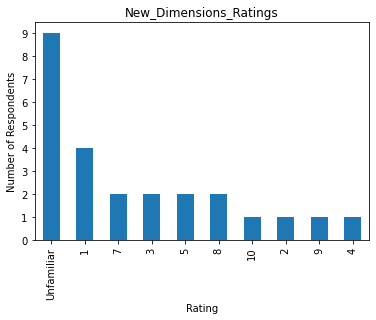 New_Dimensions_Ratings
Number of Respondents
9
8
7
6
5
4
3
2
1
0
Unfamiliar 1 7 3 5 8 10 2 9 4
Rating